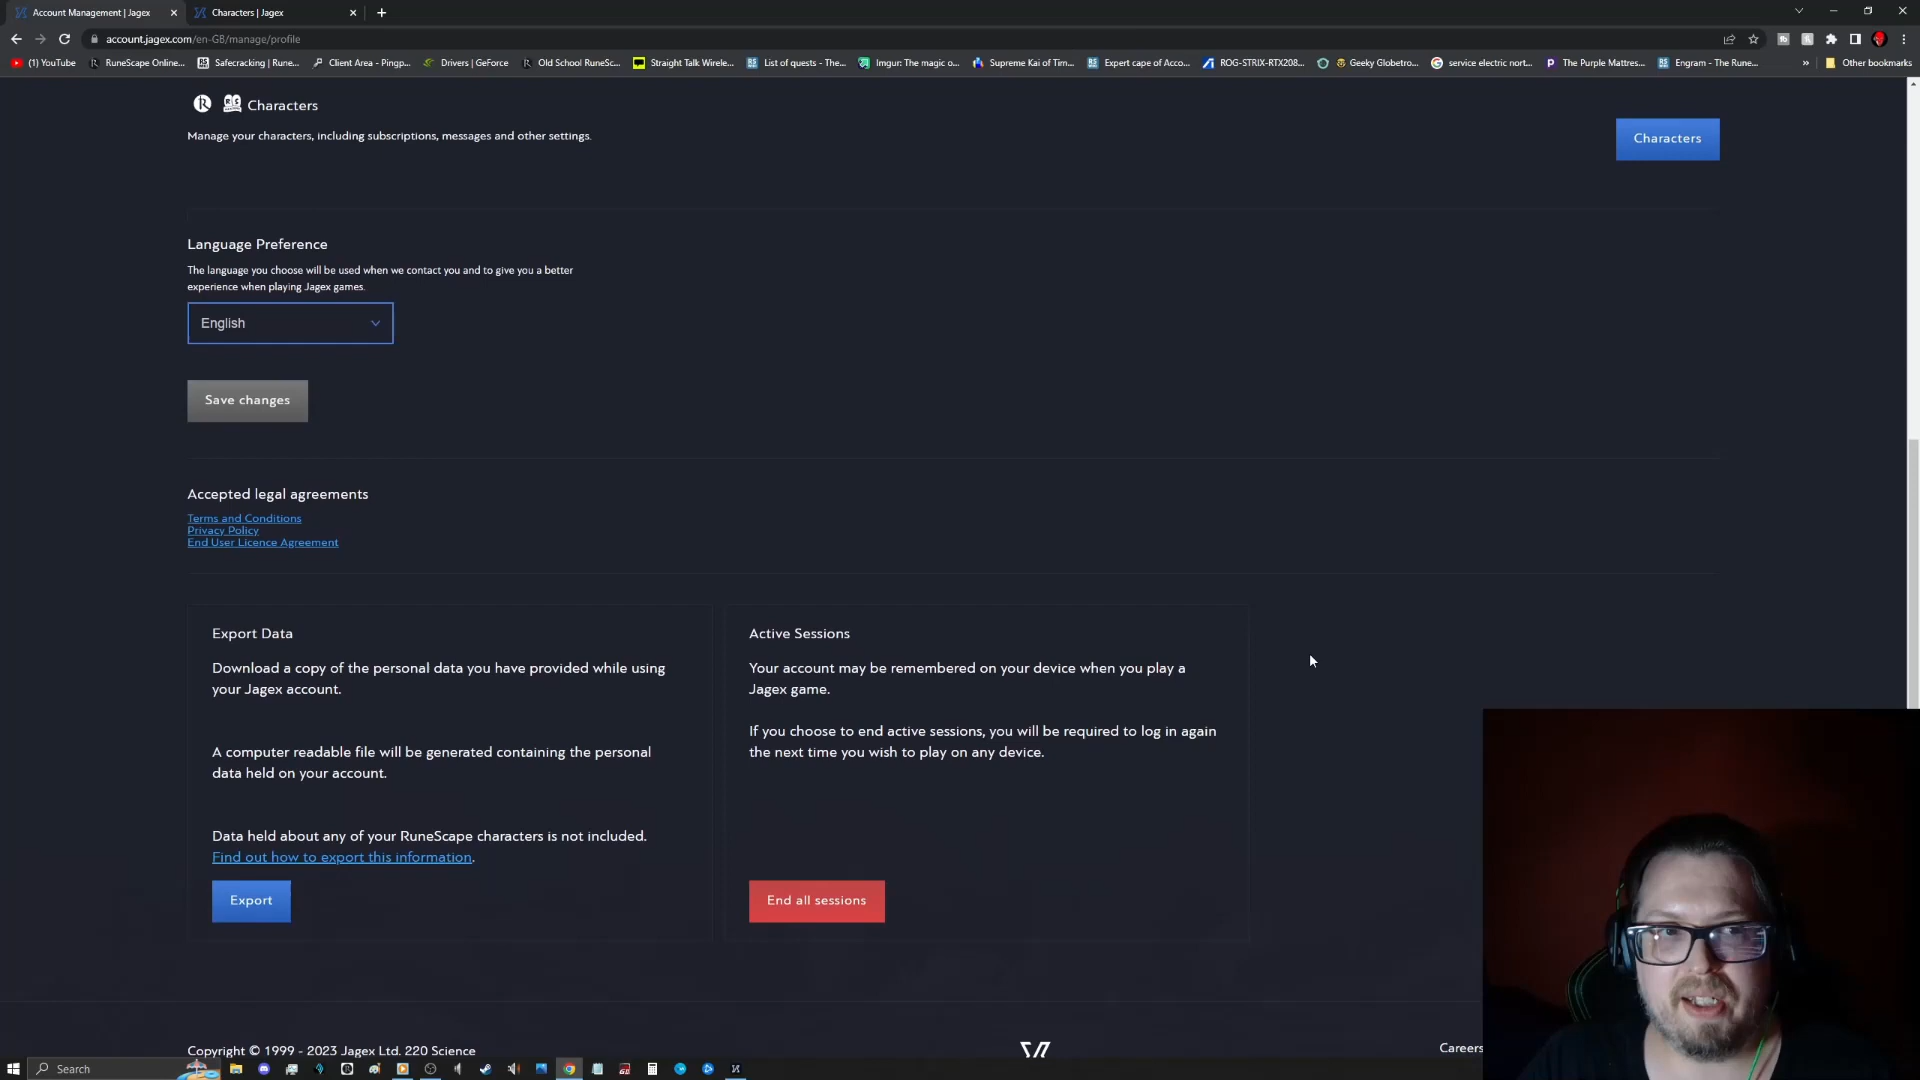 Account Management | Jagex
Characters | Jagex
account.jagex.com/en-GB/manage/profile
(1) YouTube
RuneScape Online...
Safecracking | Rune...
Client Area - Pingp...
Drivers | GeForce
Old School RuneSc...
Straight Talk Wirele...
List of quests - The...
Imgur: The magic o...
Supreme Kai of Tim...
Expert cape of Acco...
ROG-STRIX-RTX208...
Geeky Globetro...
service electric nort...
The Purple Mattres...
Engram - The Rune...
Other bookmarks
Characters
Manage your characters, including subscriptions, messages and other settings.
Characters
Language Preference
The language you choose will be used when we contact you and to give you a better
experience when playing Jagex games.
English
Save changes
Accepted legal agreements
Terms and Conditions
Privacy Policy
End User Licence Agreement
Export Data
Download a copy of the personal data you have provided while using
your Jagex account.
A computer readable file will be generated containing the personal
data held on your account.
Data held about any of your RuneScape characters is not included.
Find out how to export this information.
Export
Active Sessions
Your account may be remembered on your device when you play a
Jagex game.
If you choose to end active sessions, you will be required to log in again
the next time you wish to play on any device.
End all sessions
Copyright © 1999 - 2023 Jagex Ltd. 220 Science
Careers
Search